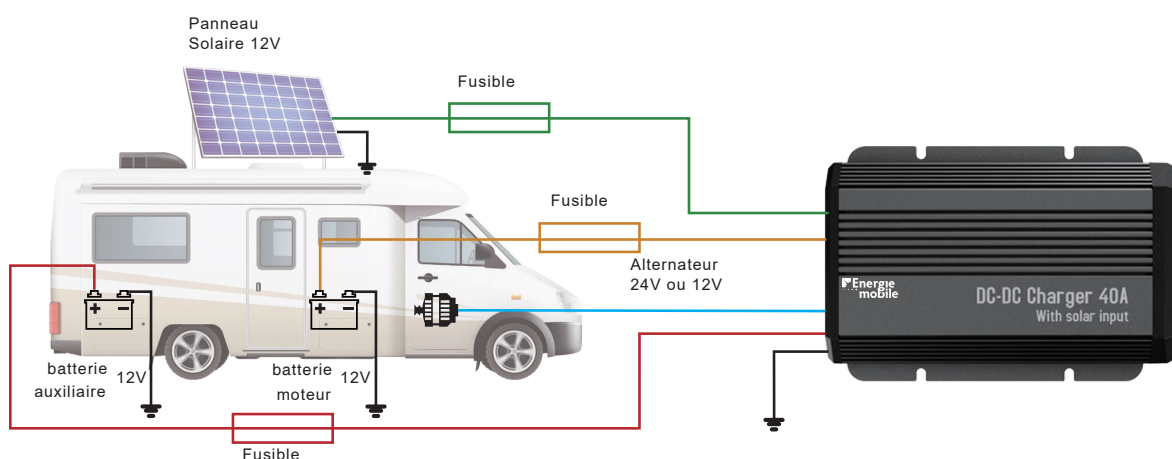 Panneau
Solaire 12V
Fusible
Fusible
Alternateur
24V ou 12V
Energie
mobile
DC-DC Charger 40A
With solar input
+ -
+ -
batterie
auxiliaire
12V
batterie
moteur
12V
Fusible